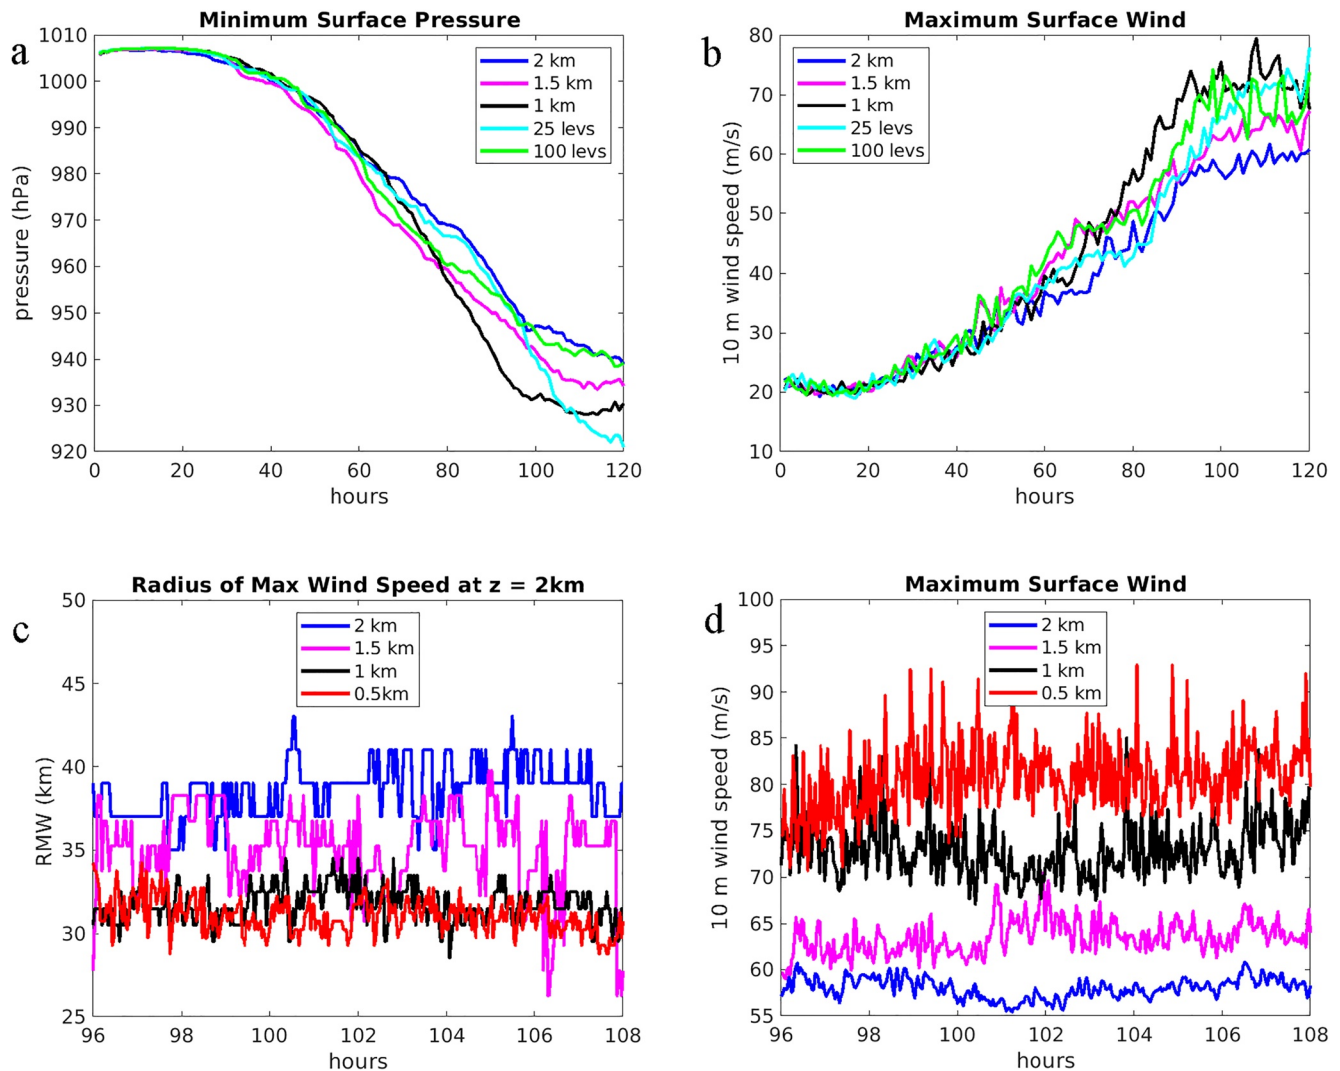 a
Minimum Surface Pressure
1010
1000
990
980
970
960
950
940
930
920
pressure (hPa)
2 km
1.5 km
1 km
25 levs
100 levs
0 20 40 60 80 100 120
hours
b
Maximum Surface Wind
80
70
60
50
40
30
20
10
10 m wind speed (m/s)
2 km
1.5 km
1 km
25 levs
100 levs
0 20 40 60 80 100 120
hours
c
Radius of Max Wind Speed at z = 2km
50
45
40
35
30
25
RMW (km)
2 km
1.5 km
1 km
0.5km
96 98 100 102 104 106 108
hours
d
Maximum Surface Wind
100
95
90
85
80
75
70
65
60
55
10 m wind speed (m/s)
2 km
1.5 km
1 km
0.5 km
96 98 100 102 104 106 108
hours